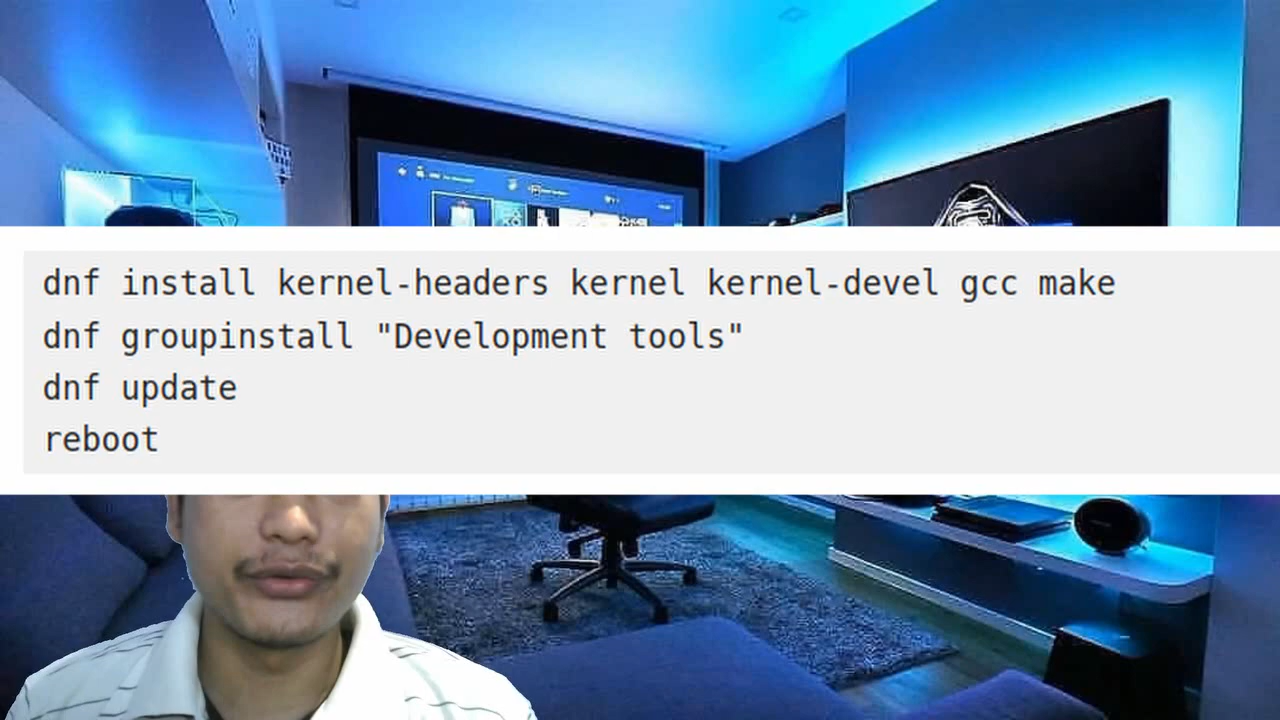 dnf install kernel-headers kernel kernel-devel gcc make
dnf groupinstall "Development tools"
dnf update
reboot